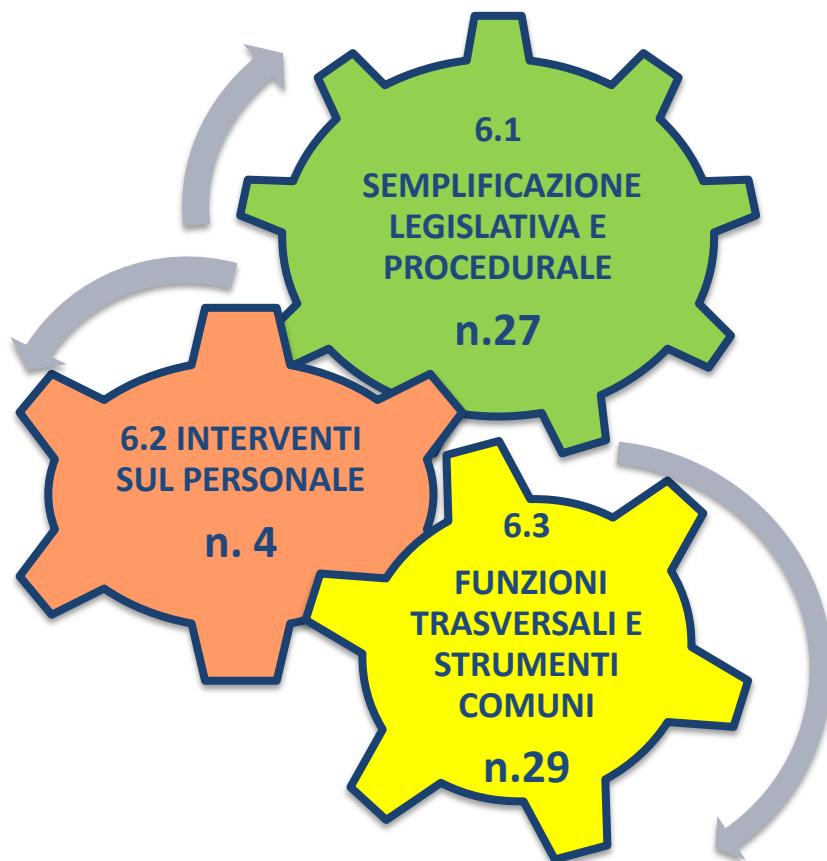 6.1
SEMPLIFICAZIONE
LEGISLATIVA E
PROCEDURALE
n.27
6.2 INTERVENTI
SUL PERSONALE
n. 4
6.3
FUNZIONI
TRASVERSALI E
STRUMENTI
COMUNI
n.29